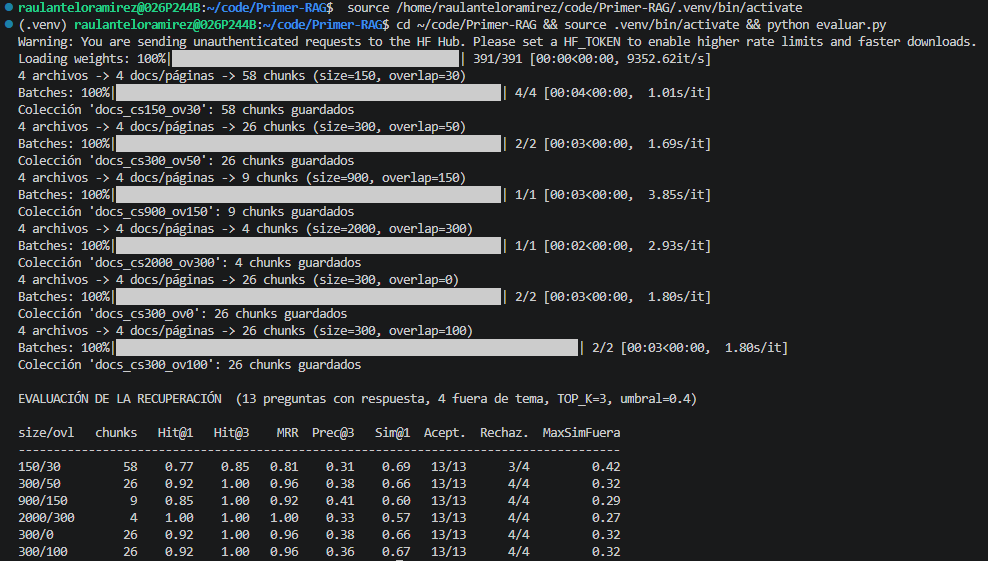 raulanteloramirez@026P244B:~/code/Primer-RAG$  source /home/raulanteloramirez/code/Primer-RAG/.venv/bin/activate
(.venv) raulanteloramirez@026P244B:~/code/Primer-RAG$ cd ~/code/Primer-RAG && source .venv/bin/activate && python evaluar.py
Warning: You are sending unauthenticated requests to the HF Hub. Please set a HF_TOKEN to enable higher rate limits and faster downloads.
Loading weights: 100%| | 391/391 [00:00<00:00, 9352.62it/s]
4 archivos -> 4 docs/páginas -> 58 chunks (size=150, overlap=30)
Batches: 100%| | 4/4 [00:04<00:00,  1.01s/it]
Colección 'docs_cs150_ov30': 58 chunks guardados
4 archivos -> 4 docs/páginas -> 26 chunks (size=300, overlap=50)
Batches: 100%| | 2/2 [00:03<00:00,  1.69s/it]
Colección 'docs_cs300_ov50': 26 chunks guardados
4 archivos -> 4 docs/páginas -> 9 chunks (size=900, overlap=150)
Batches: 100%| | 1/1 [00:03<00:00,  3.85s/it]
Colección 'docs_cs900_ov150': 9 chunks guardados
4 archivos -> 4 docs/páginas -> 4 chunks (size=2000, overlap=300)
Batches: 100%| | 1/1 [00:02<00:00,  2.93s/it]
Colección 'docs_cs2000_ov300': 4 chunks guardados
4 archivos -> 4 docs/páginas -> 26 chunks (size=300, overlap=0)
Batches: 100%| | 2/2 [00:03<00:00,  1.80s/it]
Colección 'docs_cs300_ov0': 26 chunks guardados
4 archivos -> 4 docs/páginas -> 26 chunks (size=300, overlap=100)
Batches: 100%| | 2/2 [00:03<00:00,  1.80s/it]
Colección 'docs_cs300_ov100': 26 chunks guardados
EVALUACIÓN DE LA RECUPERACIÓN  (13 preguntas con respuesta, 4 fuera de tema, TOP_K=3, umbral=0.4)
size/ovl   chunks   Hit@1   Hit@3    MRR  Prec@3   Sim@1  Acept.  Rechaz.  MaxSimFuera
-------------------------------------------------------------------------------
150/30         58    0.77    0.85   0.81    0.31    0.69   13/13      3/4         0.42
300/50         26    0.92    1.00   0.96    0.38    0.66   13/13      4/4         0.32
900/150         9    0.85    1.00   0.92    0.41    0.60   13/13      4/4         0.29
2000/300        4    1.00    1.00   1.00    0.33    0.57   13/13      4/4         0.27
300/0          26    0.92    1.00   0.96    0.38    0.66   13/13      4/4         0.32
300/100        26    0.92    1.00   0.96    0.36    0.67   13/13      4/4         0.32